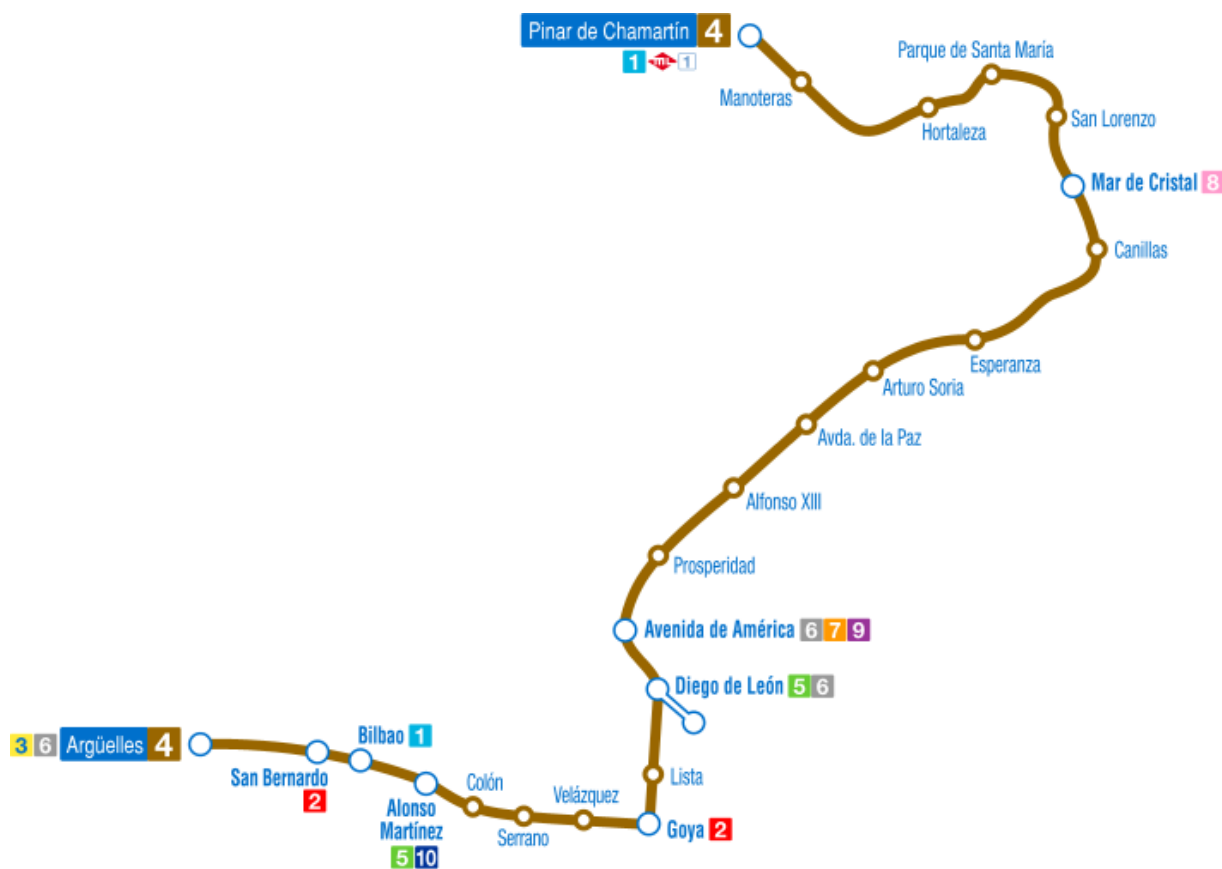 Pinar de Chamartín 4
1 ML 1
Parque de Santa María
Manoteras
Hortaleza
San Lorenzo
Mar de Cristal 8
Canillas
Esperanza
Arturo Soria
Avda. de la Paz
Alfonso XIII
Prosperidad
Avenida de América 6 7 9
Diego de León 5 6
3 6 Argüelles 4
Bilbao 1
San Bernardo
2
Colón
Lista
Velázquez
Alonso
Martínez
5 10
Serrano
Goya 2